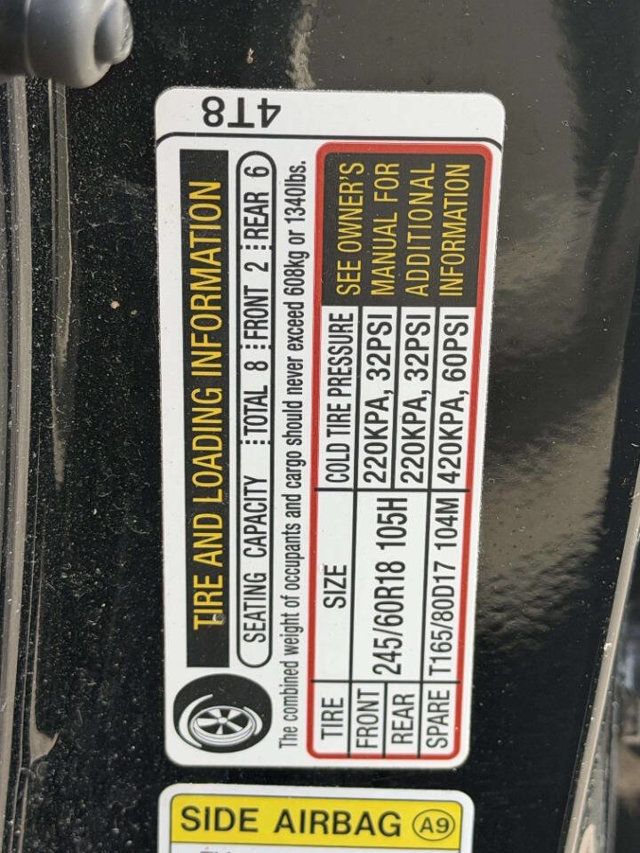 4T8
TIRE AND LOADING INFORMATION
SEATING CAPACITY TOTAL 8 FRONT 2 REAR 6
The combined weight of occupants and cargo should never exceed 608kg or 1340lbs.
TIRE SIZE COLD TIRE PRESSURE
FRONT 245/60R18 105H 220KPA, 32PSI
REAR 220KPA, 32PSI
SPARE T165/80D17 104M 420KPA, 60PSI
SEE OWNER'S
MANUAL FOR
ADDITIONAL
INFORMATION
SIDE AIRBAG A9